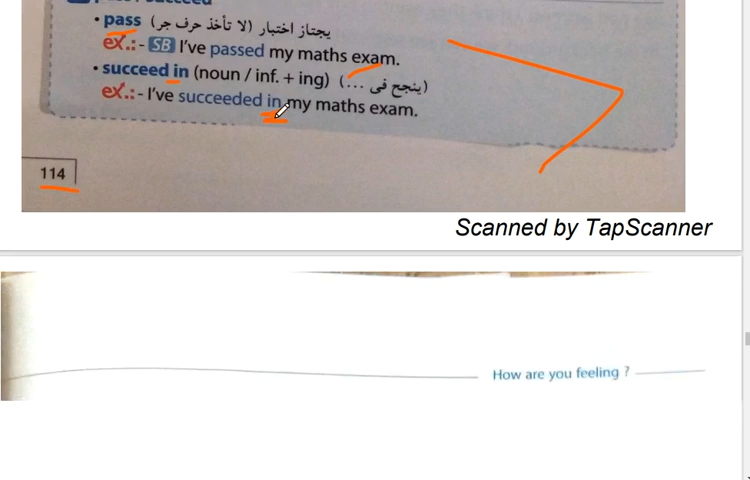 • pass يجتاز اختبار (لا تأخذ حرف جر)
ex.:- SB I've passed my maths exam.
• succeed in (noun / inf. + ing) (ينجح فى ...)
ex.:- I've succeeded in my maths exam.
114
Scanned by TapScanner
How are you feeling ?